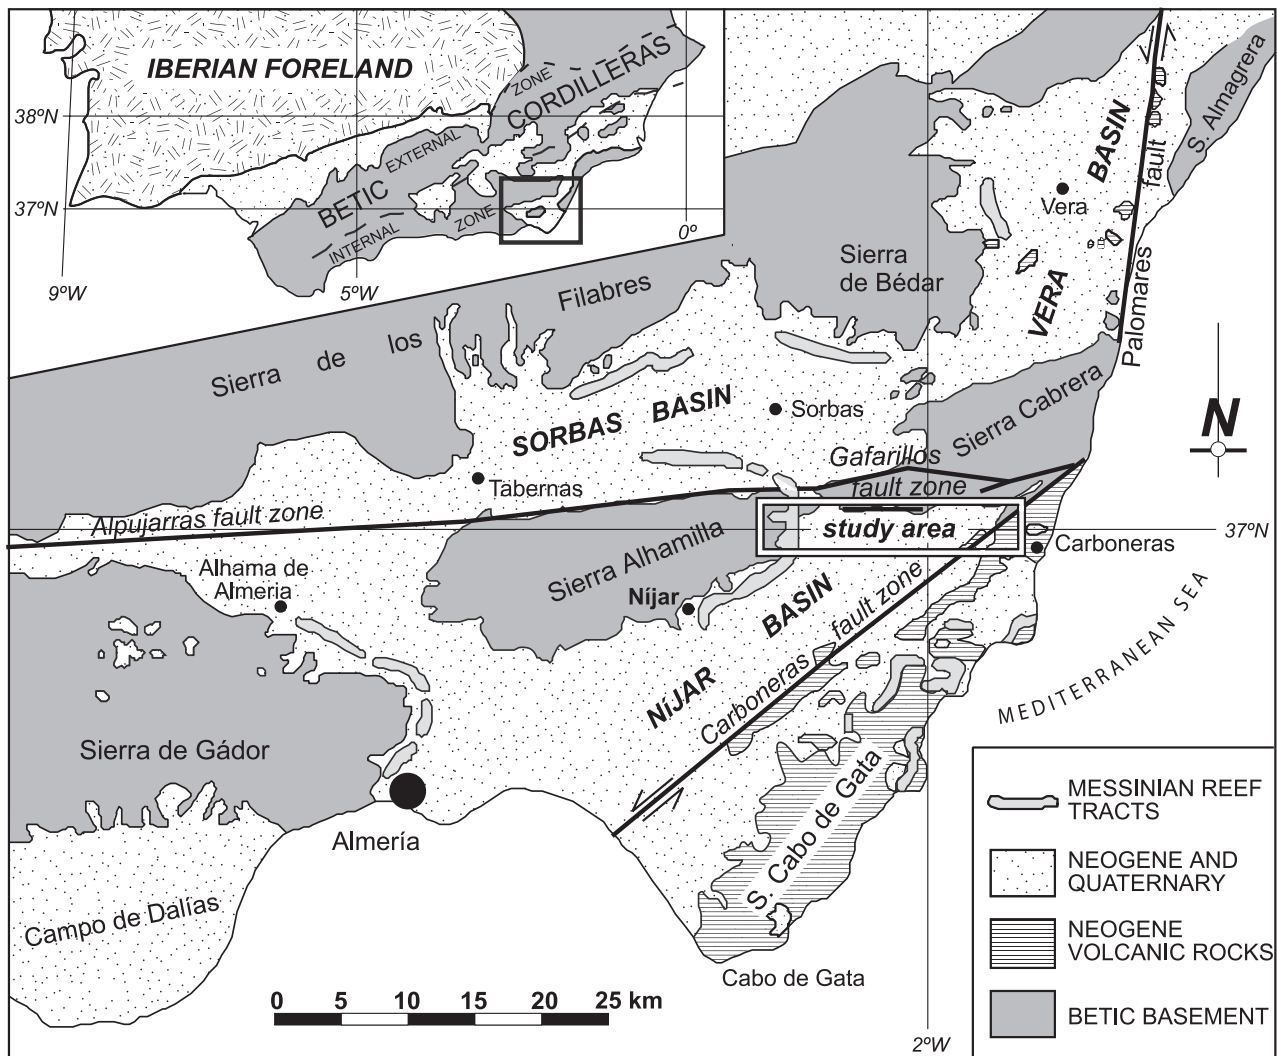 IBERIAN FORELAND
ZONE
CORDILLERAS
38ºN
EXTERNAL
BETIC
37ºN
INTERNAL
ZONE
0º
9ºW
5ºW
BASIN
fault
S. Almagrera
Vera
Sierra
de Bédar
VERA
Palomares
Filabres
Sierra de los
Sorbas
SORBAS BASIN
Sierra Cabrera
N
Gafarillos
fault zone
Tabernas
Alpujarras fault zone
study area
37ºN
Carboneras
Sierra Alhamilla
Alhama de
Almeria
Níjar
BASIN
fault zone
NíJAR
Carboneras
MEDITERRANEAN SEA
Sierra de Gádor
S. Cabo de Gata
Almería
Campo de Dalías
Cabo de Gata
MESSINIAN REEF
TRACTS
NEOGENE AND
QUATERNARY
NEOGENE
VOLCANIC ROCKS
BETIC BASEMENT
0 5 10 15 20 25 km
2ºW